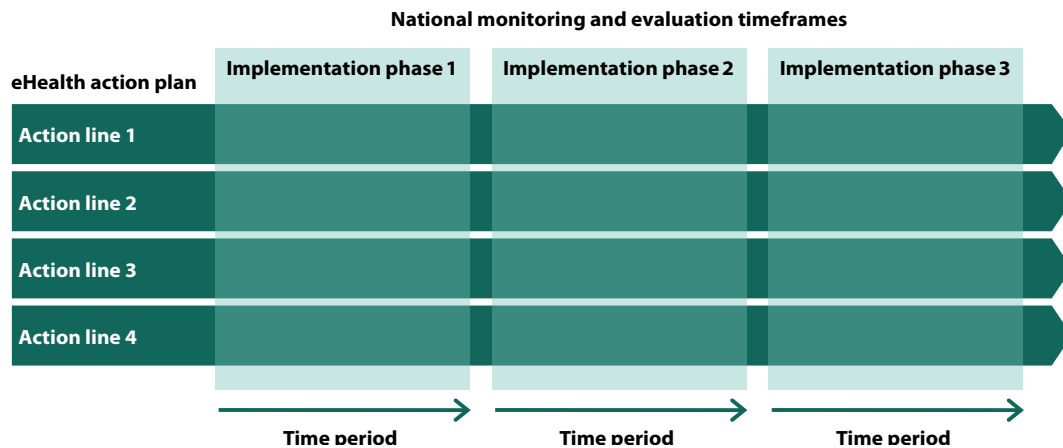 National monitoring and evaluation timeframes
eHealth action plan
Implementation phase 1
Implementation phase 2
Implementation phase 3
Action line 1
Action line 2
Action line 3
Action line 4
Time period
Time period
Time period